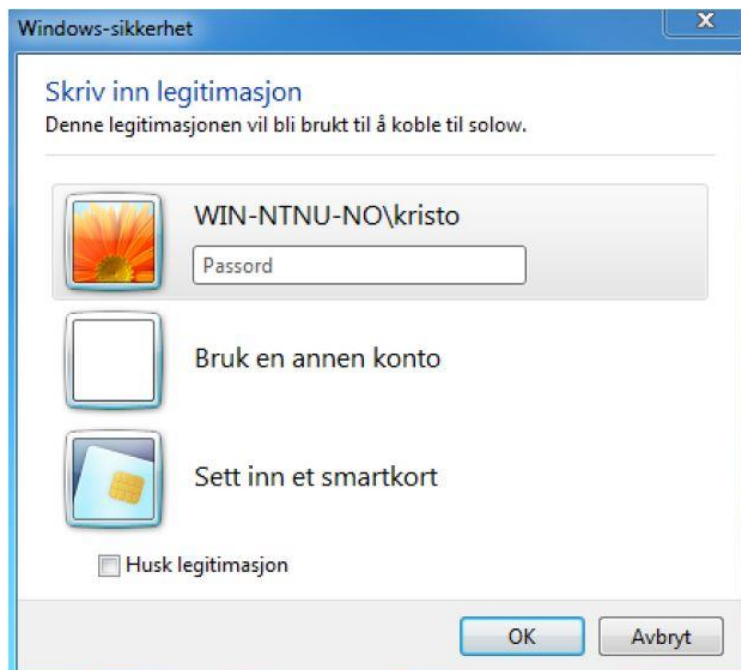 Windows-sikkerhet
Skriv inn legitimasjon
Denne legitimasjonen vil bli brukt til å koble til solow.
WIN-NTNU-NO\kristo
Passord
Bruk en annen konto
Sett inn et smartkort
Husk legitimasjon
OK Avbryt